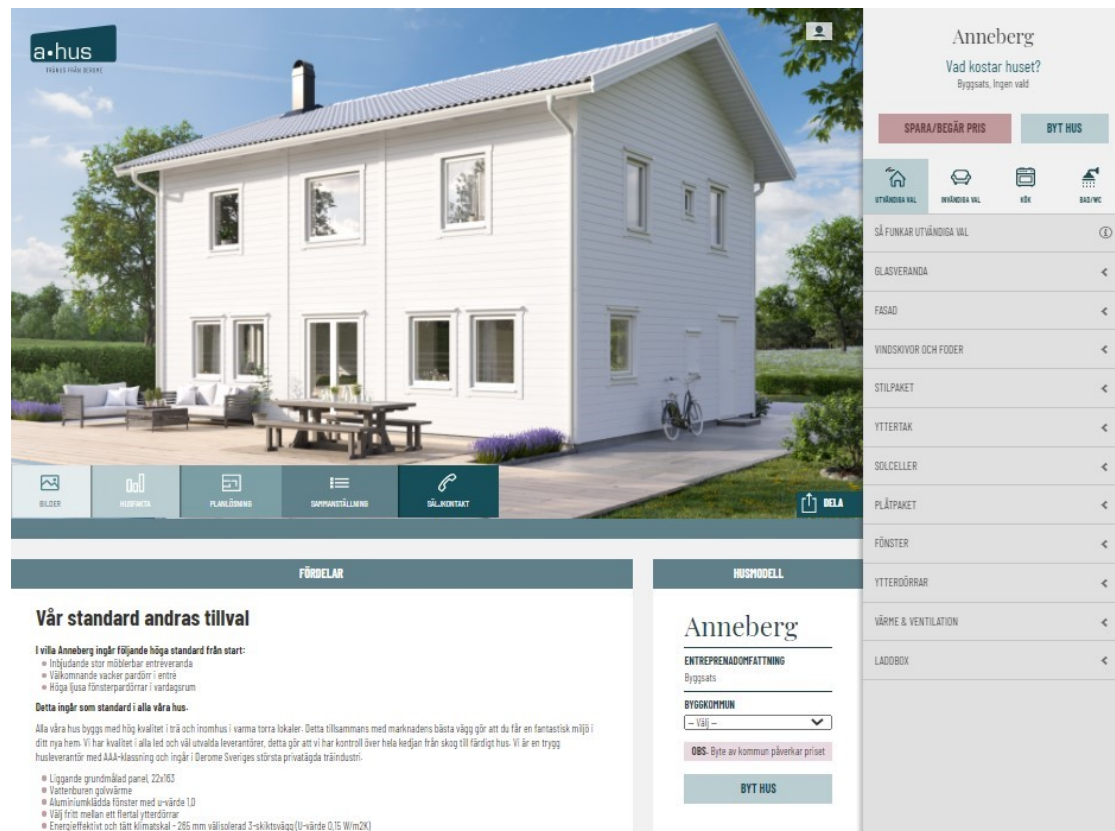 a•hus
TRÄHUS FRÅN DEROME
BILDER
HUSFAKTA
PLANLÖSNING
SAMMANSTÄLLNING
SÄLJKONTAKT
DELA
FÖRDELAR
Vår standard andras tillval
I villa Anneberg ingår följande höga standard från start:
Inbjudande stor möblerbar entréveranda
Välkomnande vacker pardörr i entré
Höga ljusa fönsterpardörrar i vardagsrum
Detta ingår som standard i alla våra hus.
Alla våra hus byggs med hög kvalitet i trä och inomhus i varma torra lokaler. Detta tillsammans med marknadens bästa vägg gör att du får en fantastisk miljö i
ditt nya hem. Vi har kvalitet i alla led och väl utvalda leverantörer, detta gör att vi har kontroll över hela kedjan från skog till färdigt hus. Vi är en trygg
husleverantör med AAA-klassning och ingår i Derome Sveriges största privatägda träindustri.
Liggande grundmålad panel, 22x163
Vattenburen golvvärme
Aluminiumklädda fönster med u-värde 1,0
Välj fritt mellan ett flertal ytterdörrar
Energieffektivt och tätt klimatskal - 265 mm välisolerad 3-skiktsvägg (U-värde 0,15 W/m2K)
HUSMODELL
Anneberg
ENTREPRENADOMFATTNING
Byggsats
BYGGKOMMUN
-- Välj --
OBS. Byte av kommun påverkar priset
BYT HUS
Anneberg
Vad kostar huset?
Byggsats, Ingen vald
SPARA/BEGÄR PRIS
BYT HUS
UTVÄNDIGA VAL
INVÄNDIGA VAL
KÖK
BAD/WC
SÅ FUNKAR UTVÄNDIGA VAL
GLASVERANDA
FASAD
VINDSKIVOR OCH FODER
STILPAKET
YTTERTAK
SOLCELLER
PLÅTPAKET
FÖNSTER
YTTERDÖRRAR
VÄRME & VENTILATION
LADDBOX